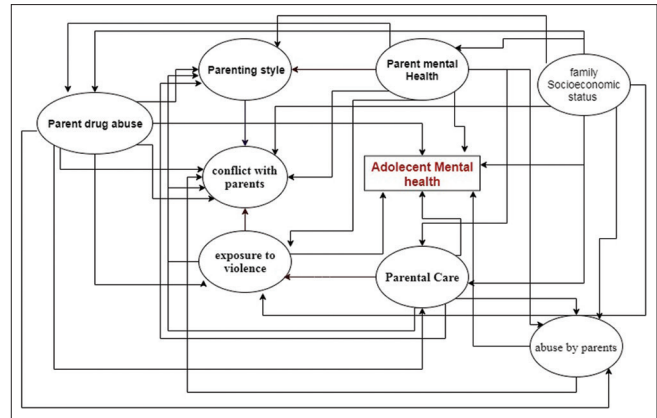 Parenting style
Parent mental
Health
family
Socioeconomic
status
Parent drug abuse
conflict with
parents
Adolecent Mental
health
exposure to
violence
Parental Care
abuse by parents